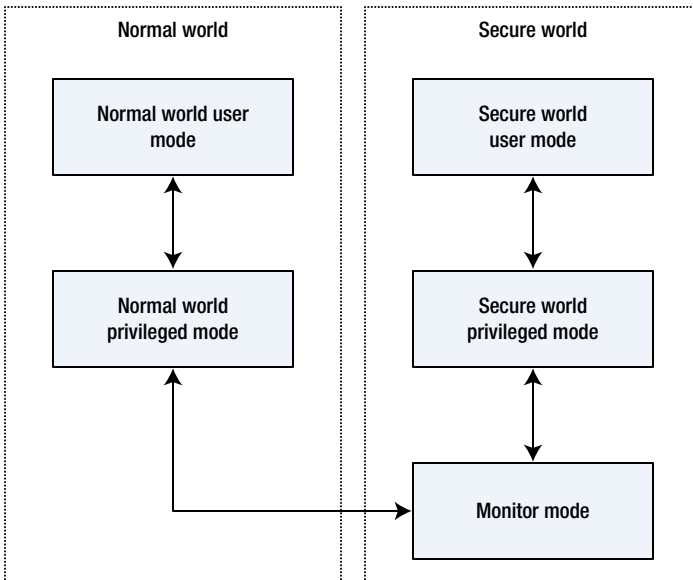 Normal world
Secure world
Normal world user
mode
Secure world
user mode
Normal world
privileged mode
Secure world
privileged mode
Monitor mode